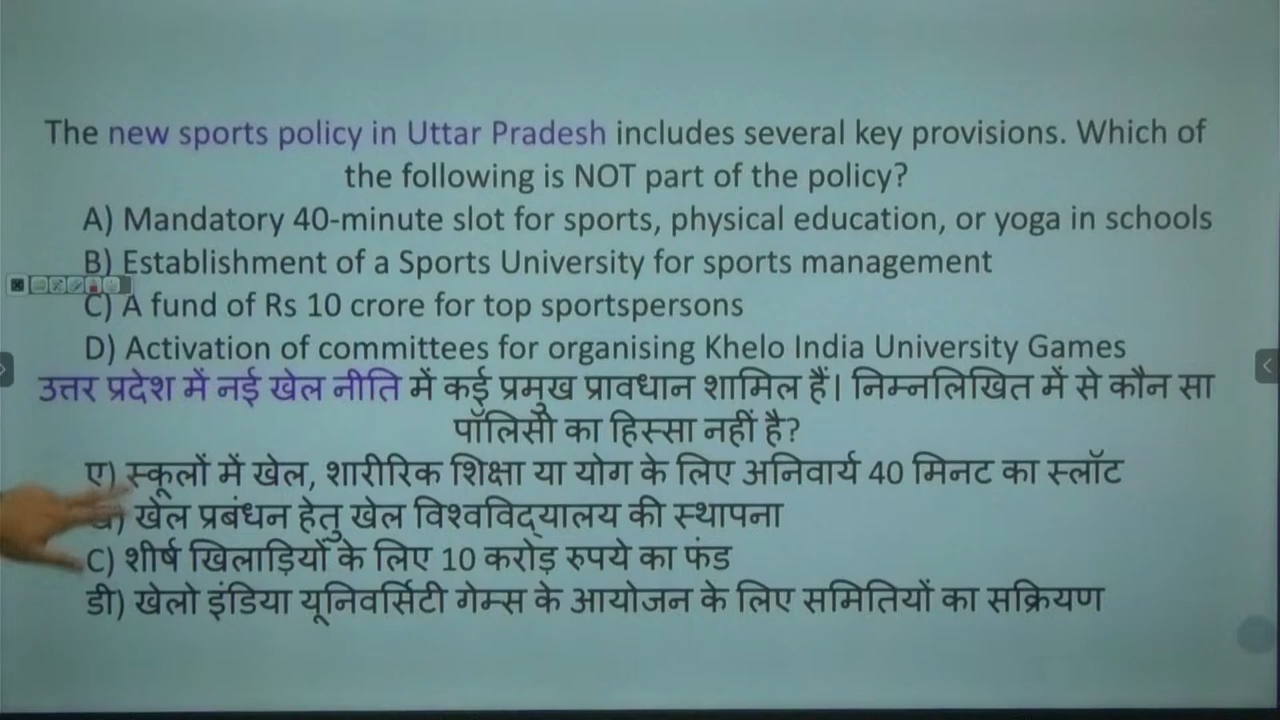 The new sports policy in Uttar Pradesh includes several key provisions. Which of
the following is NOT part of the policy?
A) Mandatory 40-minute slot for sports, physical education, or yoga in schools
B) Establishment of a Sports University for sports management
C) A fund of Rs 10 crore for top sportspersons
D) Activation of committees for organising Khelo India University Games
उत्तर प्रदेश में नई खेल नीति में कई प्रमुख प्रावधान शामिल हैं। निम्नलिखित में से कौन सा
पॉलिसी का हिस्सा नहीं है?
ए) स्कूलों में खेल, शारीरिक शिक्षा या योग के लिए अनिवार्य 40 मिनट का स्लॉट
खेल प्रबंधन हेतु खेल विश्वविद्यालय की स्थापना
C) शीर्ष खिलाड़ियों के लिए 10 करोड़ रुपये का फंड
डी) खेलो इंडिया यूनिवर्सिटी गेम्स के आयोजन के लिए समितियों का सक्रियण